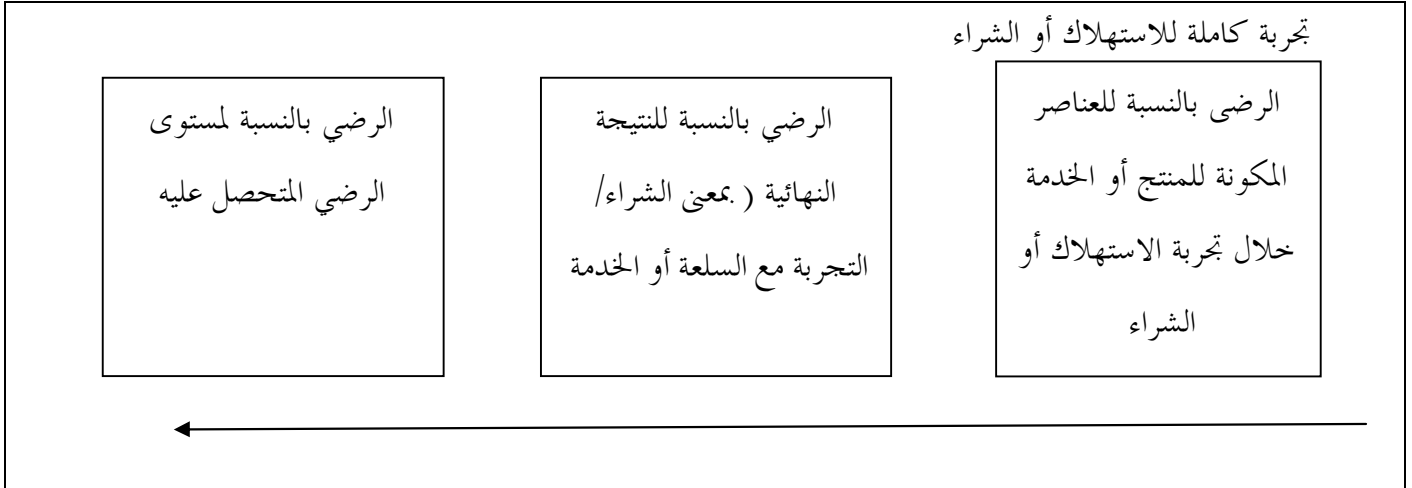 تجربة كاملة للاستهلاك أو الشراء
الرضى بالنسبة للعناصر
المكونة للمنتج أو الخدمة
خلال تجربة الاستهلاك أو
الشراء
الرضي بالنسبة للنتيجة
النهائية ( بمعنى الشراء/
التجربة مع السلعة أو الخدمة
الرضي بالنسبة لمستوى
الرضي المتحصل عليه